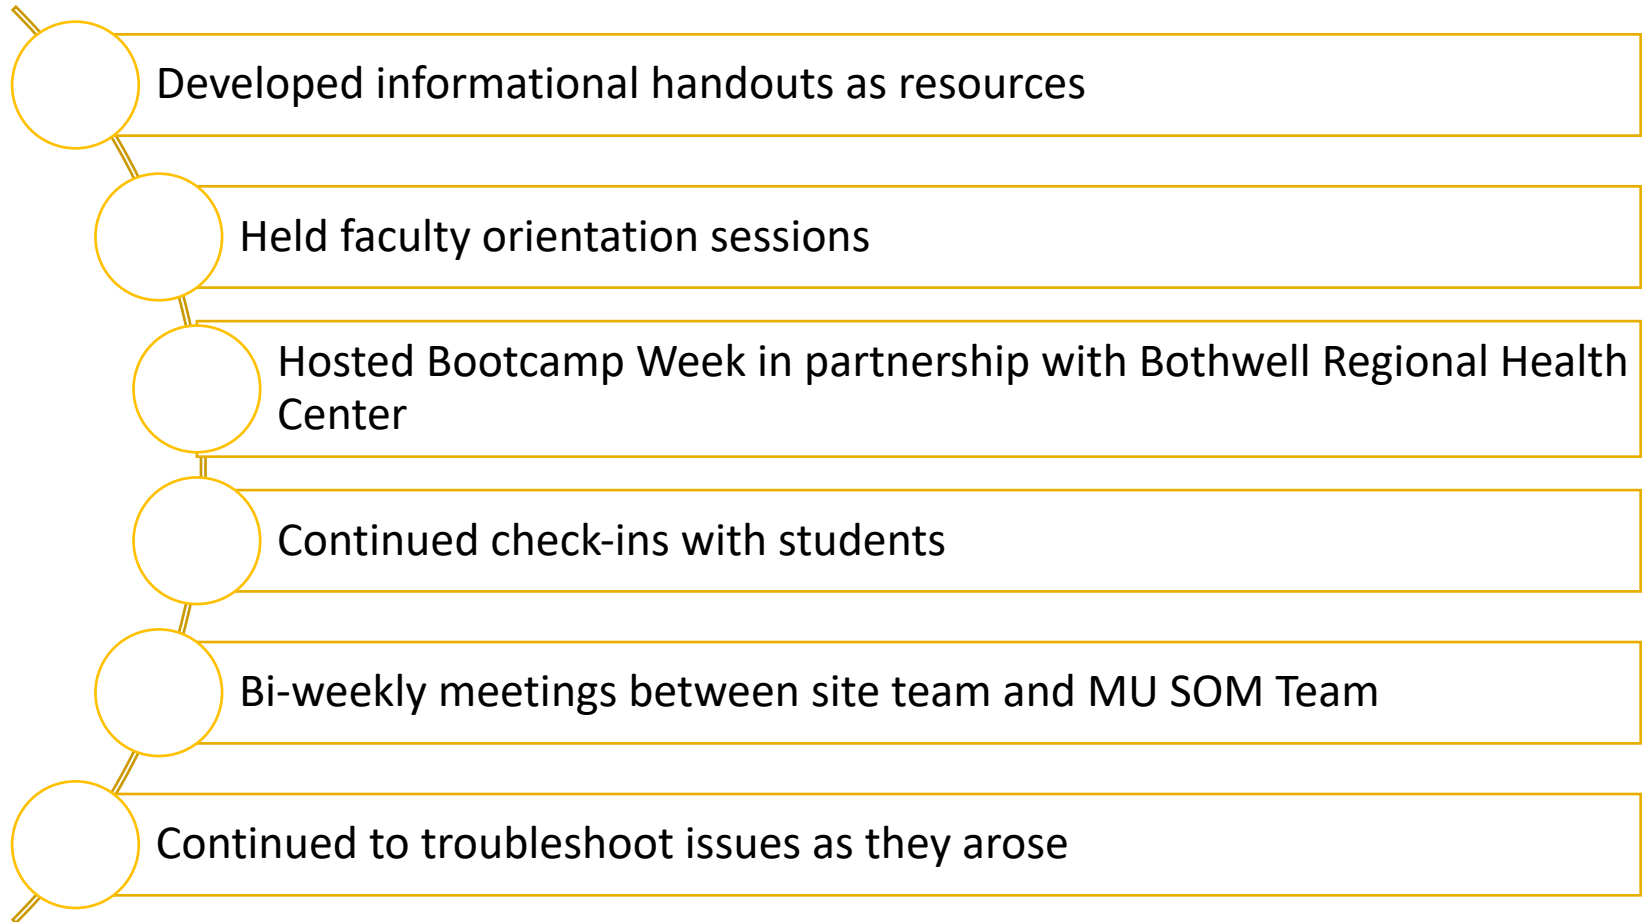 Developed informational handouts as resources
Held faculty orientation sessions
Hosted Bootcamp Week in partnership with Bothwell Regional Health
Center
Continued check-ins with students
Bi-weekly meetings between site team and MU SOM Team
Continued to troubleshoot issues as they arose